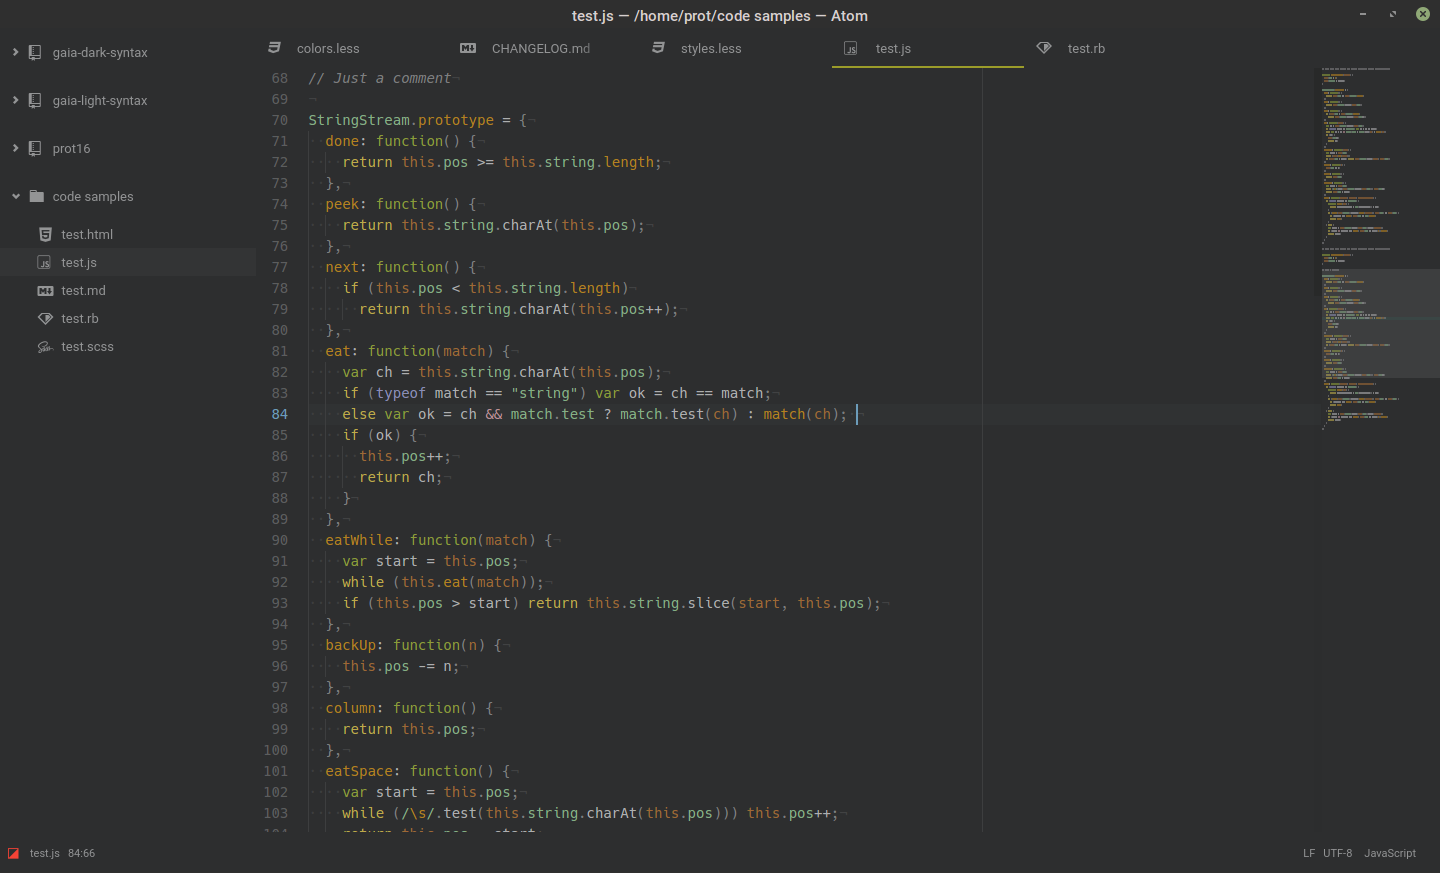 test.js — /home/prot/code samples — Atom
gaia-dark-syntax
gaia-light-syntax
prot16
code samples
test.html
test.js
test.md
test.rb
test.scss
colors.less
CHANGELOG.md
styles.less
test.js
test.rb
68 // Just a comment¬
69 ¬
70 StringStream.prototype = {¬
71 ··done: function() {¬
72 ····return this.pos >= this.string.length;¬
73 ··},¬
74 ··peek: function() {¬
75 ····return this.string.charAt(this.pos);¬
76 ··},¬
77 ··next: function() {¬
78 ····if (this.pos < this.string.length)¬
79 ······return this.string.charAt(this.pos++);¬
80 ··},¬
81 ··eat: function(match) {¬
82 ····var ch = this.string.charAt(this.pos);¬
83 ····if (typeof match == "string") var ok = ch == match;¬
84 ····else var ok = ch && match.test ? match.test(ch) : match(ch);·¬
85 ····if (ok) {¬
86 ······this.pos++;¬
87 ······return ch;¬
88 ····}¬
89 ··},¬
90 ··eatWhile: function(match) {¬
91 ····var start = this.pos;¬
92 ····while (this.eat(match));¬
93 ····if (this.pos > start) return this.string.slice(start, this.pos);¬
94 ··},¬
95 ··backUp: function(n) {¬
96 ····this.pos -= n;¬
97 ··},¬
98 ··column: function() {¬
99 ····return this.pos;¬
100 ··},¬
101 ··eatSpace: function() {¬
102 ····var start = this.pos;¬
103 ····while (/\s/.test(this.string.charAt(this.pos))) this.pos++;¬
test.js 84:66
LF UTF-8 JavaScript